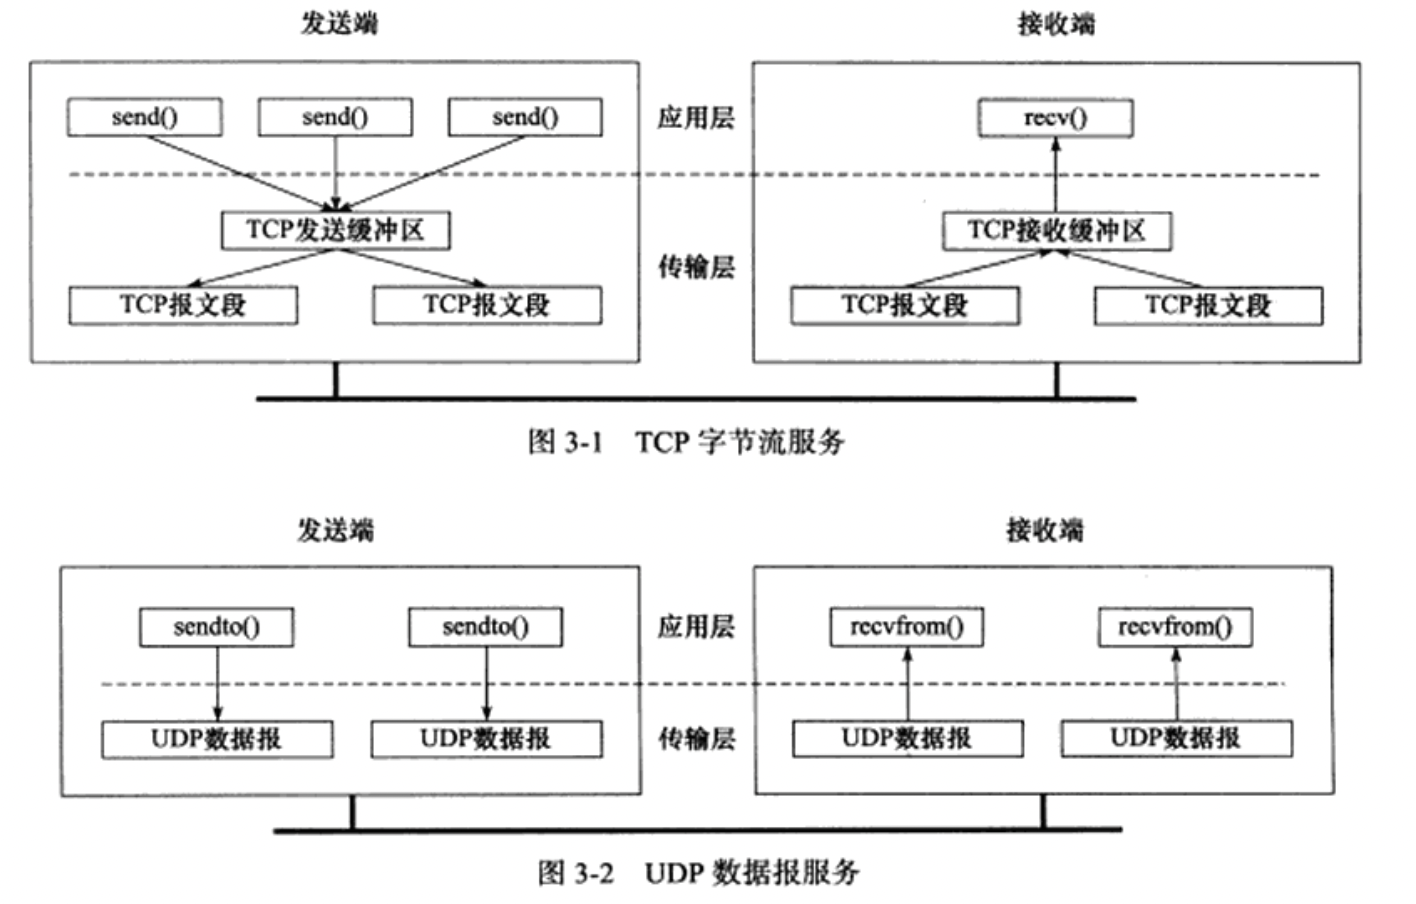 发送端 接收端
send() send() send() 应用层 recv()
TCP发送缓冲区 TCP接收缓冲区
传输层
TCP报文段 TCP报文段 TCP报文段 TCP报文段
图 3-1 TCP 字节流服务
发送端 接收端
sendto() sendto() 应用层 recvfrom() recvfrom()
UDP数据报 UDP数据报 传输层 UDP数据报 UDP数据报
图 3-2 UDP 数据报服务